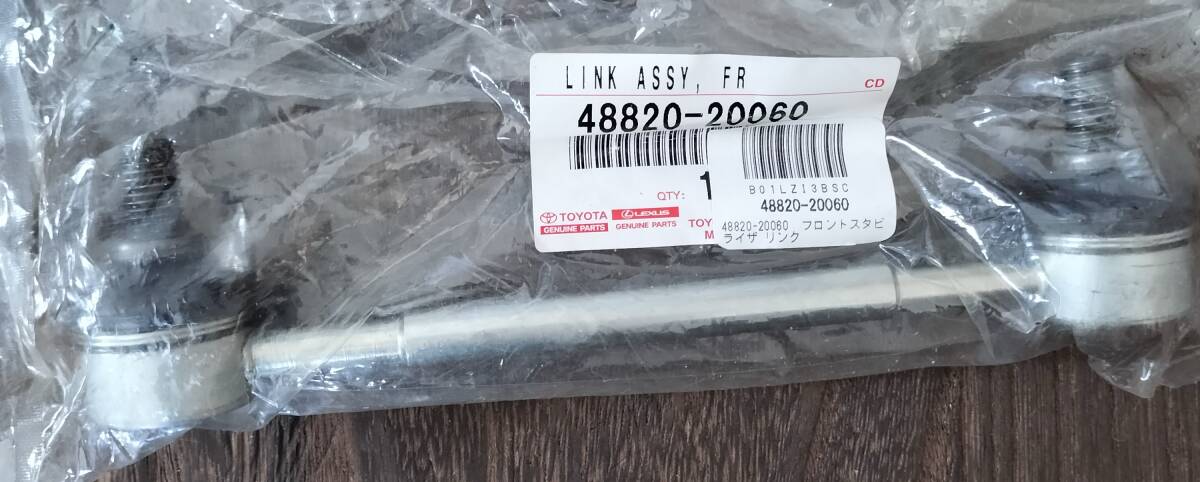 LINK ASSY, FR
CD
48820-20060
QTY: 1
TOYOTA
GENUINE PARTS
LEXUS
GENUINE PARTS
TOY
M
B01LZI3BSC
48820-20060
48820-20060 フロントスタビ
ライザ リンク